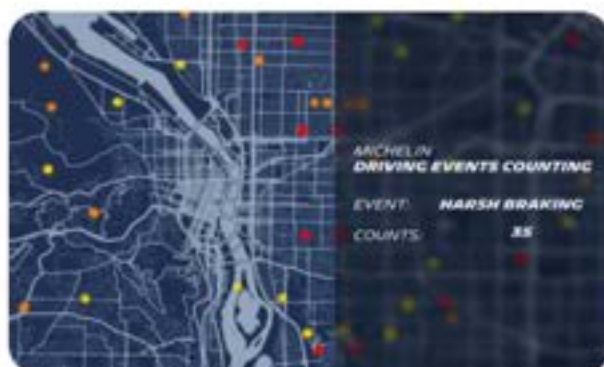 MICHELIN
DRIVING EVENTS COUNTING
EVENT: HARSH BRAKING
COUNTS: 35